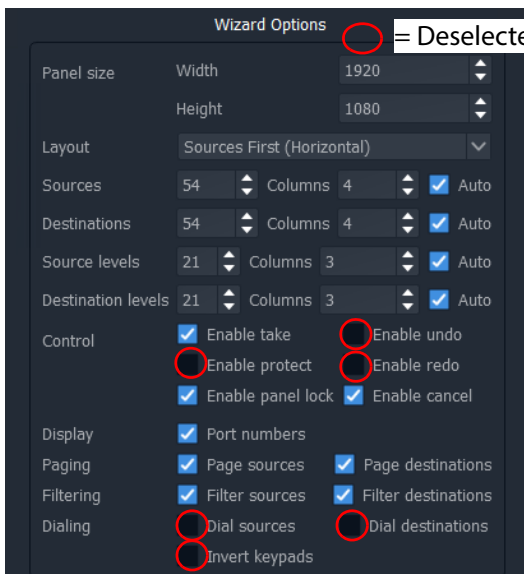 Wizard Options
= Deselecte
Panel size Width 1920
Height 1080
Layout Sources First (Horizontal)
Sources 54 Columns 4 Auto
Destinations 54 Columns 4 Auto
Source levels 21 Columns 3 Auto
Destination levels 21 Columns 3 Auto
Control Enable take Enable undo
Enable protect Enable redo
Enable panel lock Enable cancel
Display Port numbers
Paging Page sources Page destinations
Filtering Filter sources Filter destinations
Dialing Dial sources Dial destinations
Invert keypads